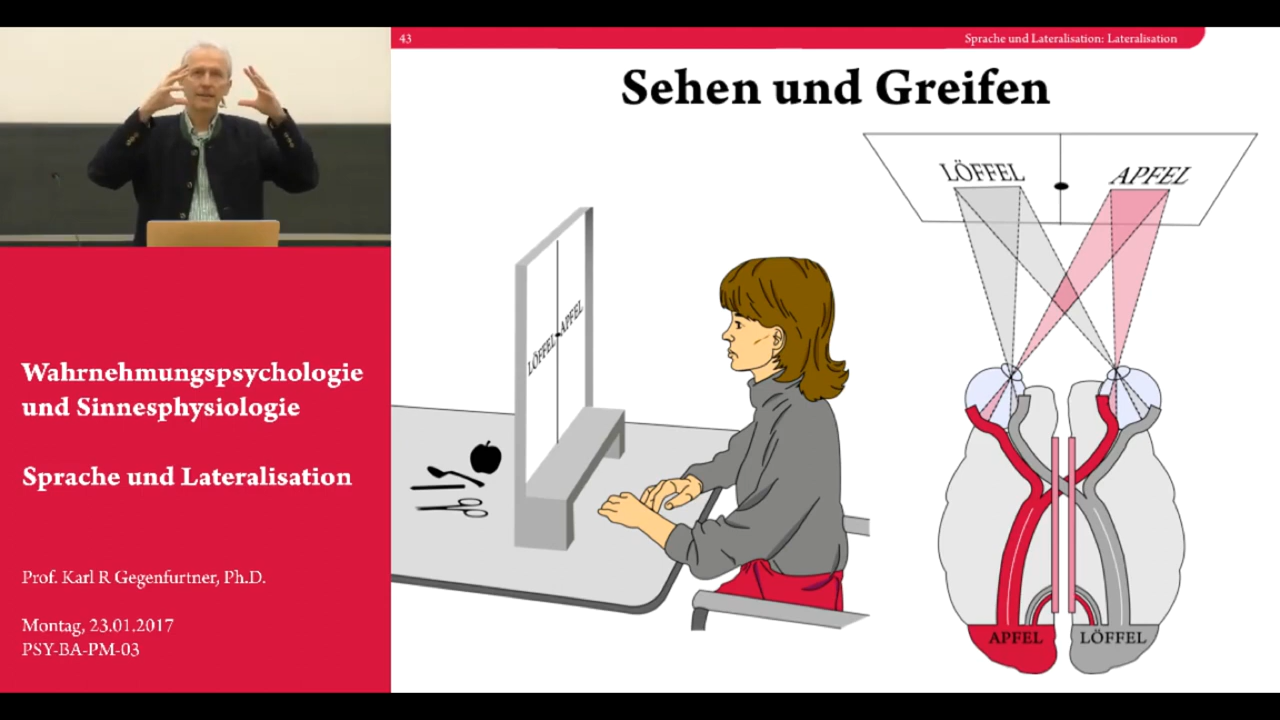 43
Sprache und Lateralisation: Lateralisation
Sehen und Greifen
LÖFFEL
APFEL
LÖFFEL
APFEL
APFEL
LÖFFEL
Wahrnehmungspsychologie
und Sinnesphysiologie
Sprache und Lateralisation
Prof. Karl R Gegenfurtner, Ph.D.
Montag, 23.01.2017
PSY-BA-PM-03